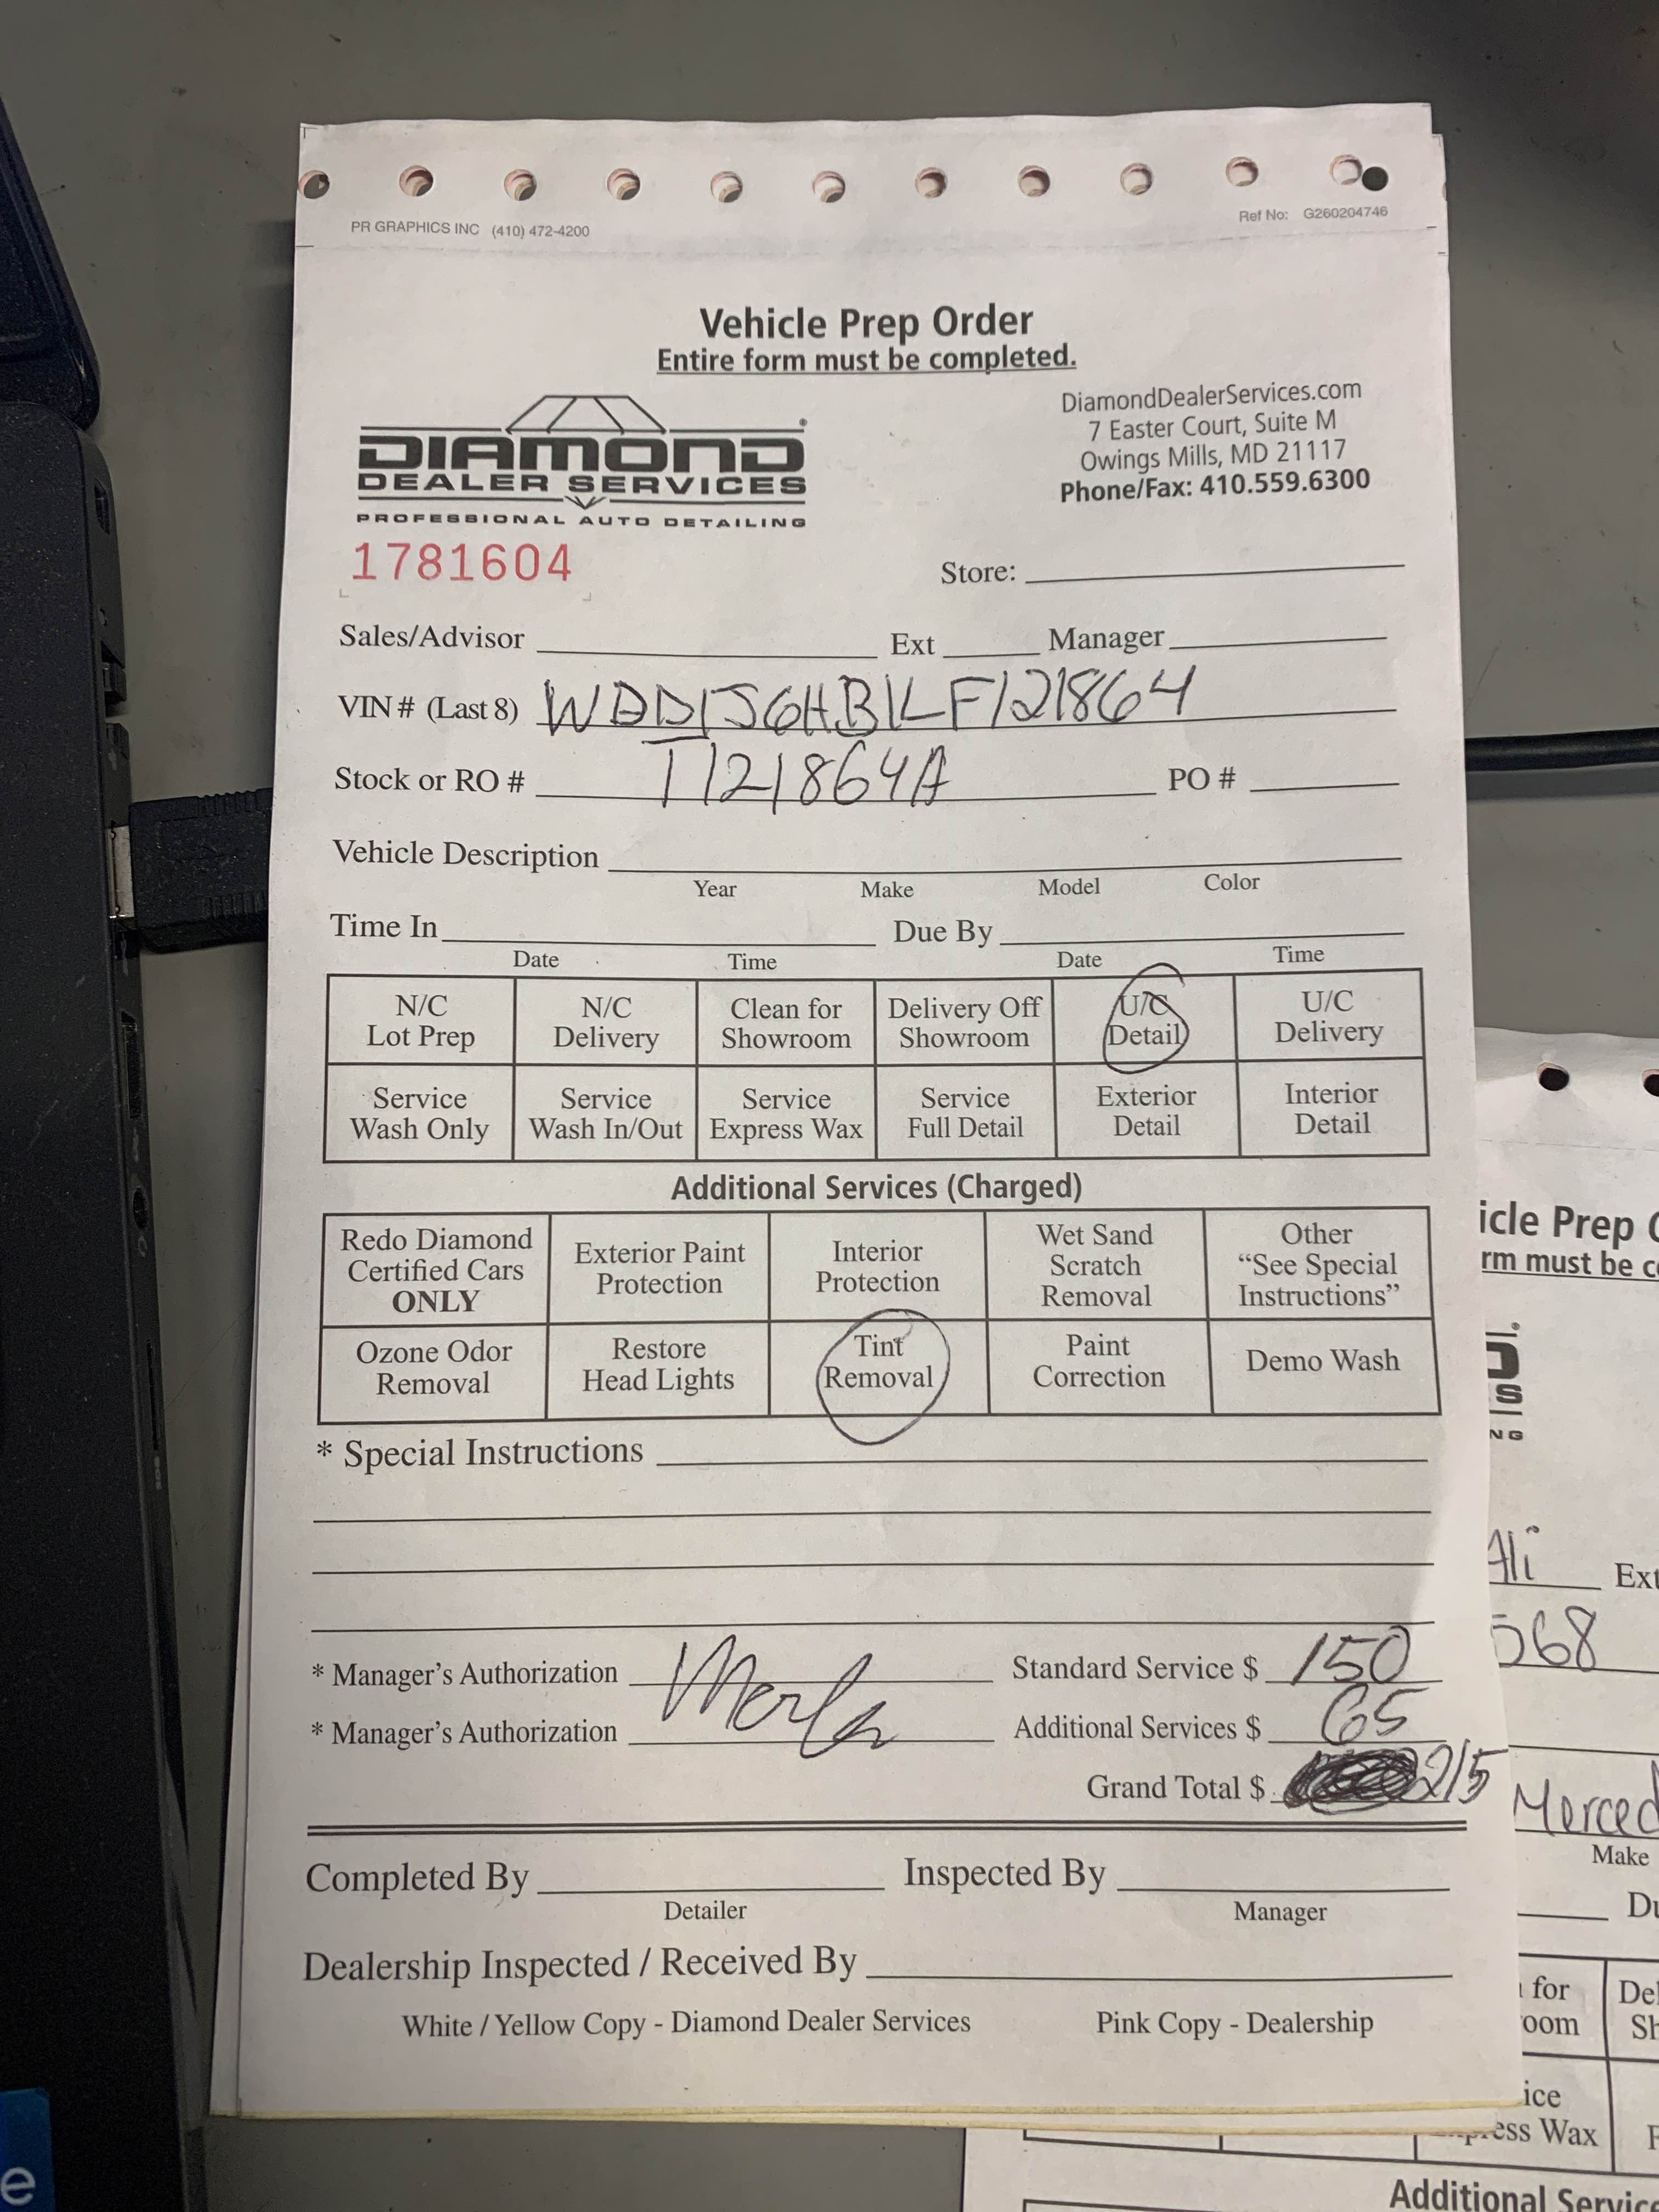 PR GRAPHICS INC (410) 472-4200
Ref No: G260204746
Vehicle Prep Order
Entire form must be completed.
DIAMOND
DEALER SERVICES
PROFESSIONAL AUTO DETAILING
DiamondDealerServices.com
7 Easter Court, Suite M
Owings Mills, MD 21117
Phone/Fax: 410.559.6300
1781604
Store:
Sales/Advisor Ext Manager
VIN # (Last 8) WDD1J6HB1LF121864
Stock or RO # T121864A PO #
Vehicle Description
Year Make Model Color
Time In Due By
Date Time Date Time
N/C Lot Prep
N/C Delivery
Clean for Showroom
Delivery Off Showroom
U/C Detail
U/C Delivery
Service Wash Only
Service Wash In/Out
Service Express Wax
Service Full Detail
Exterior Detail
Interior Detail
Additional Services (Charged)
Redo Diamond Certified Cars ONLY
Exterior Paint Protection
Interior Protection
Wet Sand Scratch Removal
Other "See Special Instructions"
Ozone Odor Removal
Restore Head Lights
Tint Removal
Paint Correction
Demo Wash
* Special Instructions
* Manager's Authorization Standard Service $ 150
* Manager's Authorization Additional Services $ 65
Grand Total $ 215
Completed By Inspected By
Detailer Manager
Dealership Inspected / Received By
White / Yellow Copy - Diamond Dealer Services Pink Copy - Dealership
icle Prep
rm must be c
S
NG
Ali Ext
568
Merced
Make
Du
for
oom
Del
Sh
ice
ess Wax
F
Additional Service
e